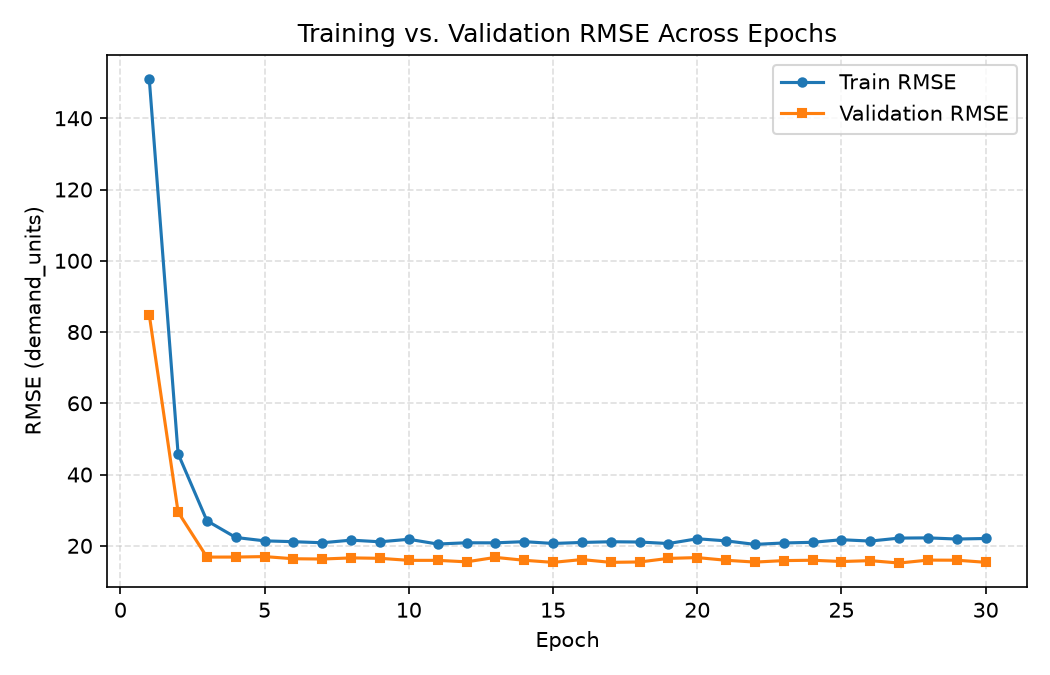 Training vs. Validation RMSE Across Epochs
Train RMSE
Validation RMSE
RMSE (demand_units)
140
120
100
80
60
40
20
0 5 10 15 20 25 30
Epoch